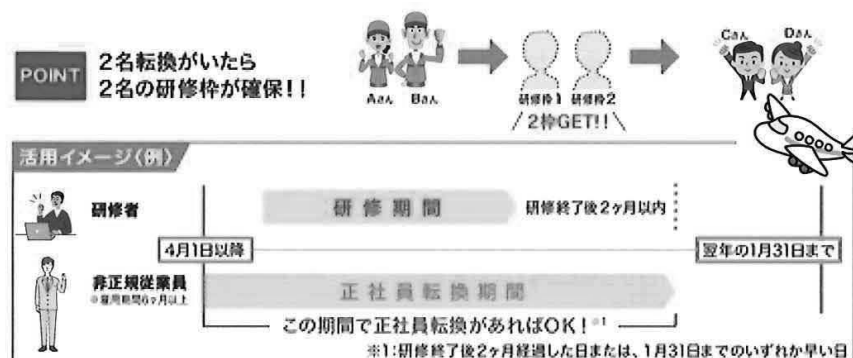 POINT
2名転換がいたら
2名の研修枠が確保!!
Aさん Bさん
研修枠1 研修枠2
2枠GET!!
Cさん Dさん
活用イメージ〈例〉
研修者
研修期間
研修終了後2ヶ月以内
4月1日以降
翌年の1月31日まで
非正規従業員
※雇用期間6ヶ月以上
正社員転換期間
この期間で正社員転換があればOK!※1
※1:研修終了後2ヶ月経過した日または、1月31日までのいずれか早い日